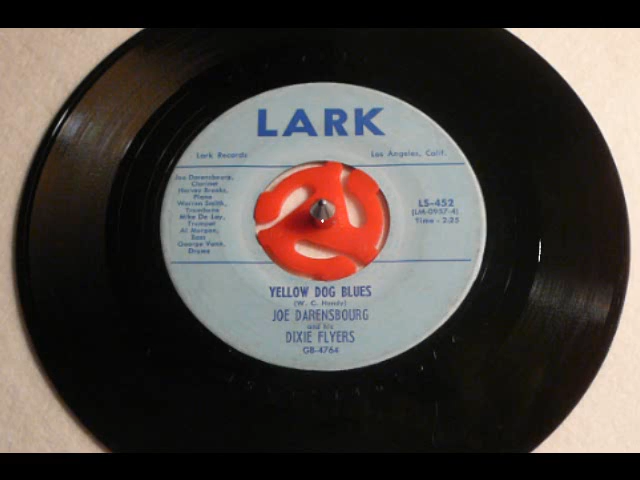 LARK
Lark Records
Los Angeles, Calif.
Joe Darensbourg,
Clarinet
Harvey Brooks,
Piano
Warren Smith,
Trombone
Mike De Lay,
Trumpet
Al Morgan,
Bass
George Vann,
Drums
LS-452
(LM-0957-4)
Time - 2:25
YELLOW DOG BLUES
(W. C. Handy)
JOE DARENSBOURG
and his
DIXIE FLYERS
GB-4764